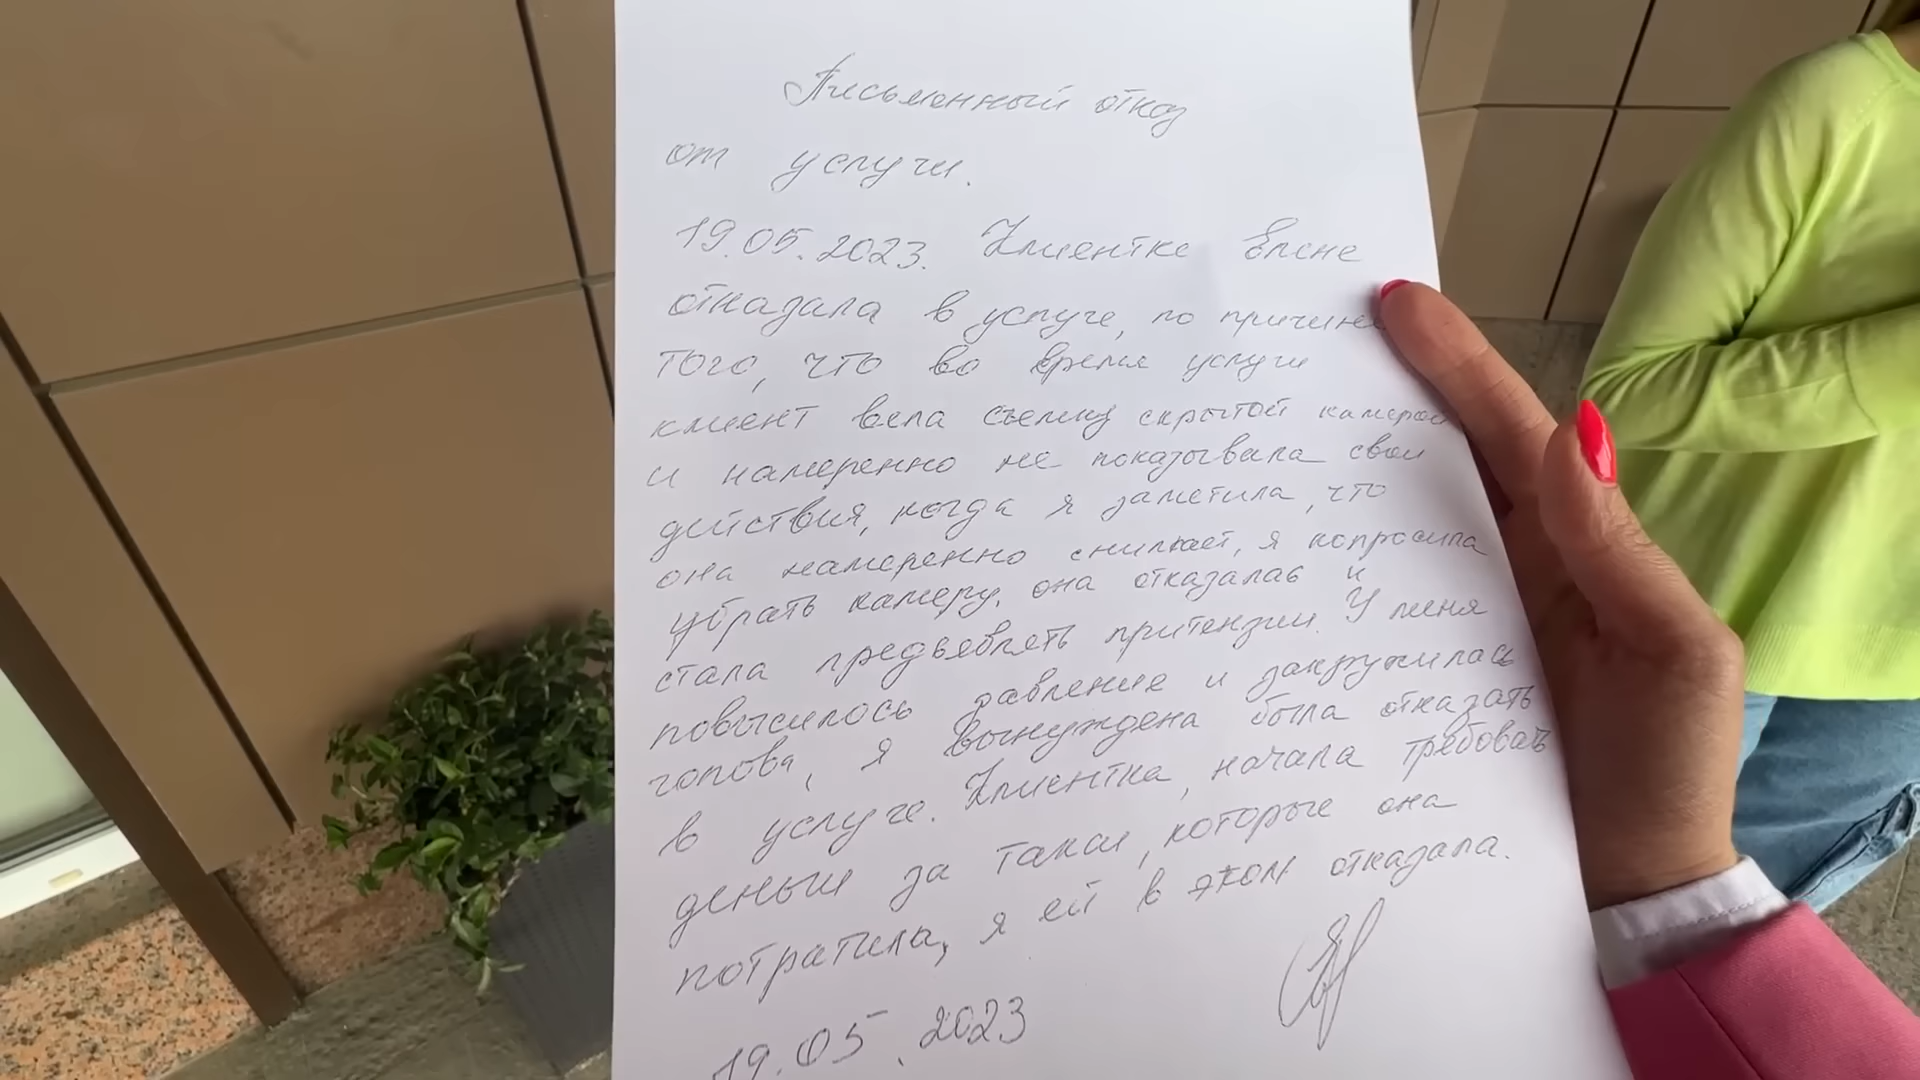 Письменный отказ
от услуги.
19.05.2023. Клиентке Елене
отказала в услуге, по причине
того, что во время услуги
клиент вела съемку скрытой камерой
и намеренно не показывала свои
действия, когда я заметила, что
она намеренно снимает, я попросила
убрать камеру. она отказалав и
стала предьевлять притензии. У меня
повысилось давление и закружилась
голова, я вынуждена была отказать
в услуге. Клиентка, начала требовать
деньги за такси, которые она
потратила, я ей в этом отказала.
19.05.2023